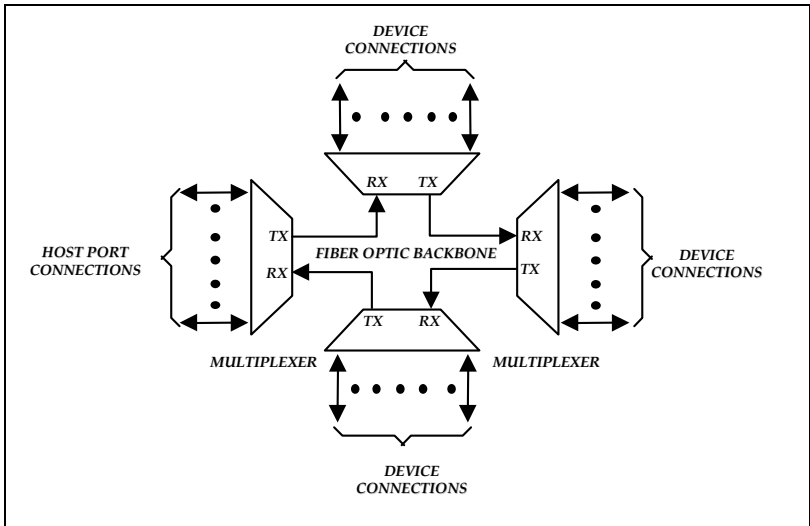 DEVICE
CONNECTIONS
RX TX
TX
RX
HOST PORT
CONNECTIONS
FIBER OPTIC BACKBONE
RX
TX
DEVICE
CONNECTIONS
TX RX
MULTIPLEXER
MULTIPLEXER
DEVICE
CONNECTIONS